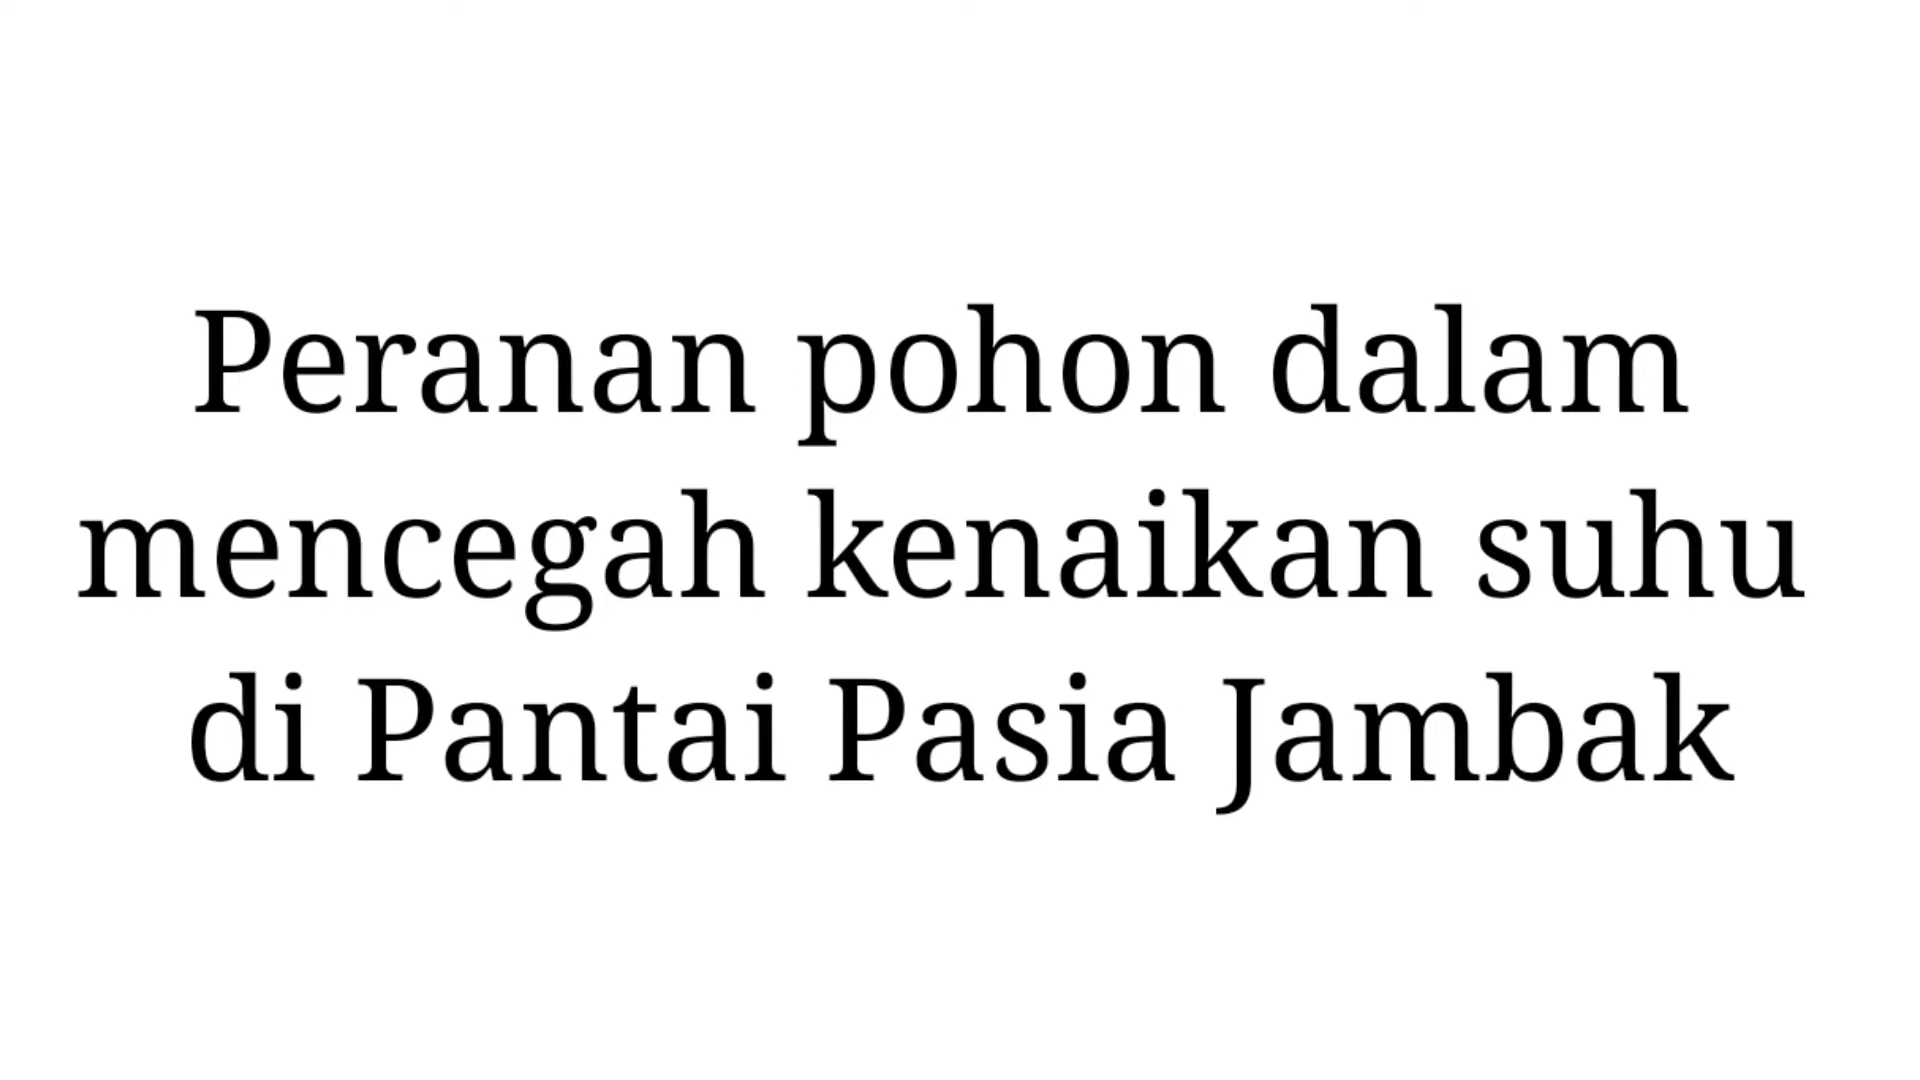 Peranan pohon dalam
mencegah kenaikan suhu
di Pantai Pasia Jambak